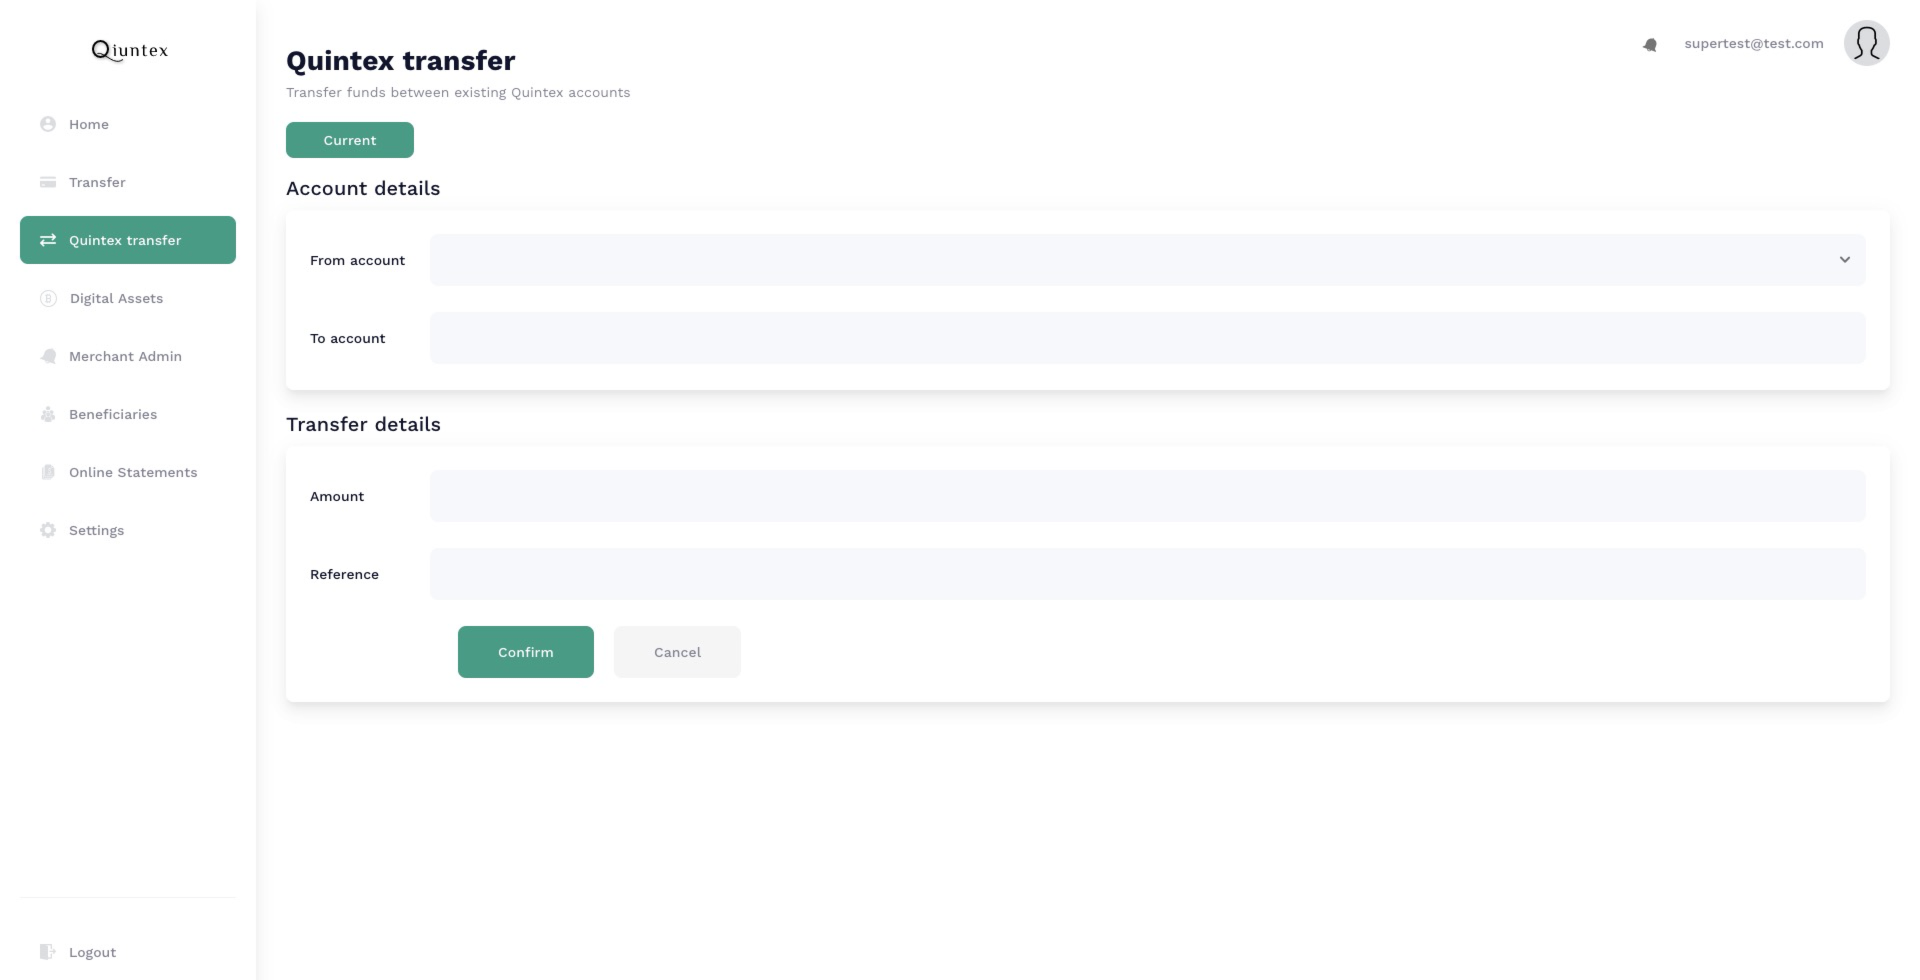 Qiuntex
Home
Transfer
Quintex transfer
Digital Assets
Merchant Admin
Beneficiaries
Online Statements
Settings
Logout
supertest@test.com
Quintex transfer
Transfer funds between existing Quintex accounts
Current
Account details
From account
To account
Transfer details
Amount
Reference
Confirm
Cancel